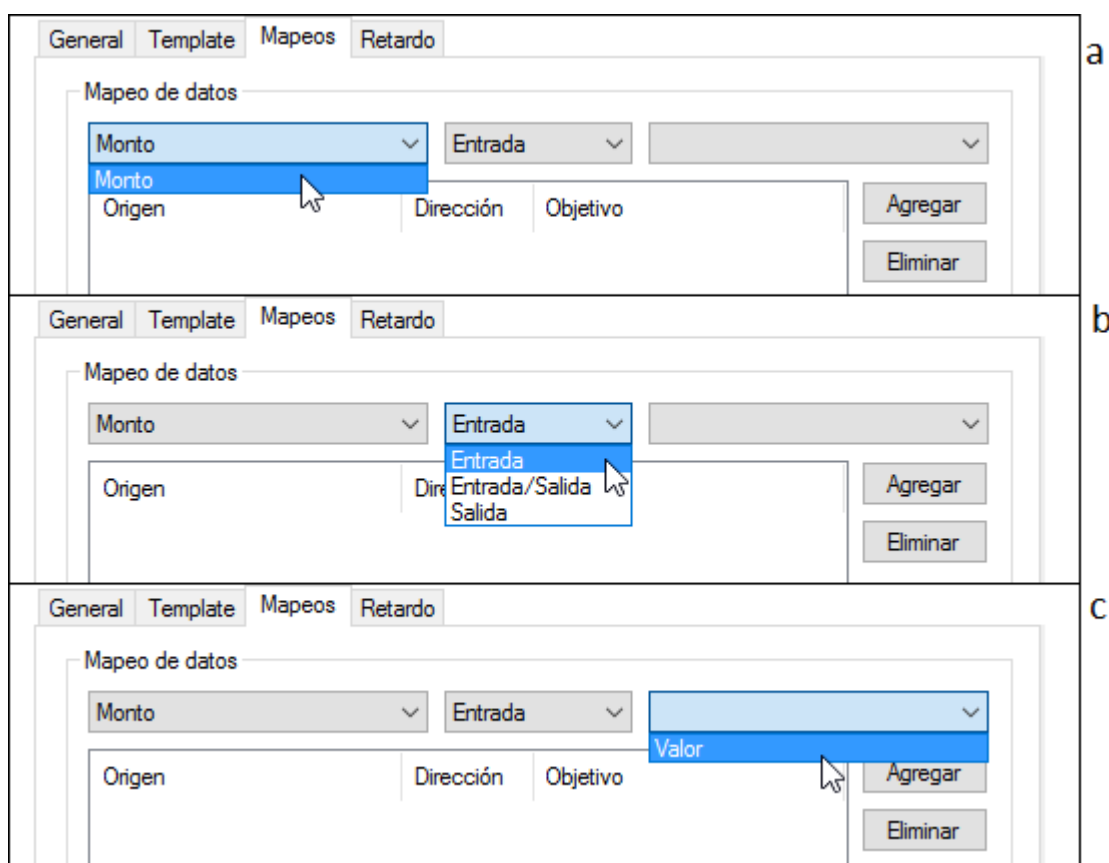 General Template Mapeos Retardo
a
Mapeo de datos
Monto Entrada
Monto
Origen Dirección Objetivo Agregar
Eliminar
General Template Mapeos Retardo
b
Mapeo de datos
Monto Entrada
Entrada
Origen Dire Entrada/Salida Agregar
Salida
Eliminar
General Template Mapeos Retardo
c
Mapeo de datos
Monto Entrada
Valor
Origen Dirección Objetivo Agregar
Eliminar